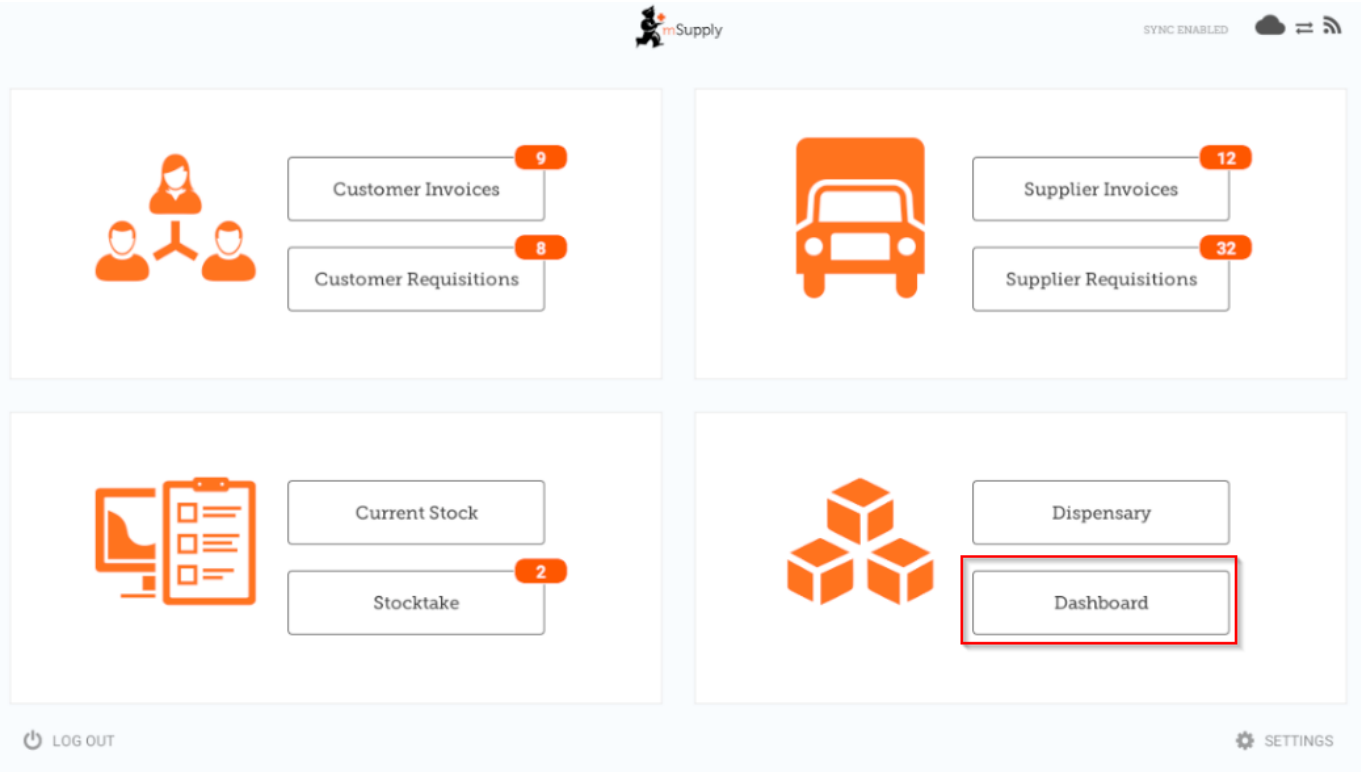 mSupply
SYNC ENABLED
9
Customer Invoices
8
Customer Requisitions
12
Supplier Invoices
32
Supplier Requisitions
Current Stock
2
Stocktake
Dispensary
Dashboard
LOG OUT
SETTINGS